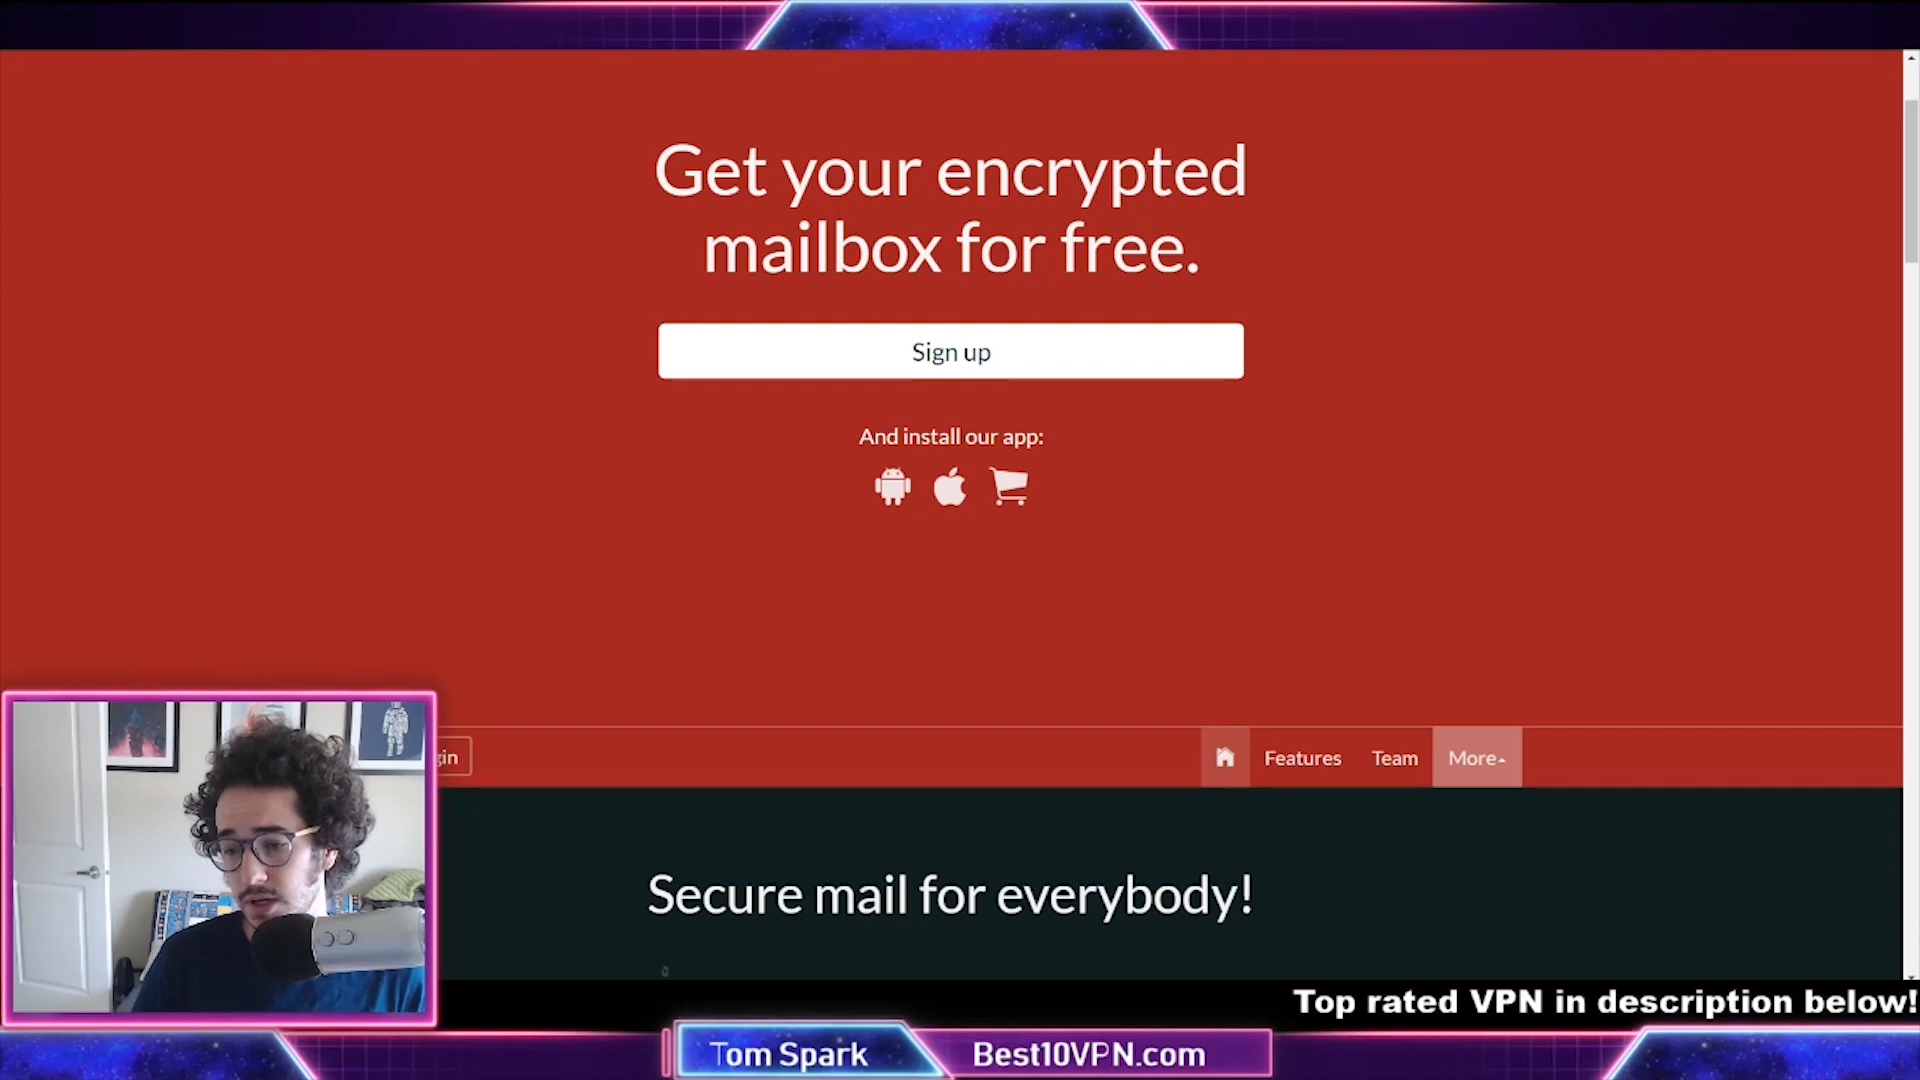 Get your encrypted
mailbox for free.
Sign up
And install our app:
gin
Features
Team
More
Secure mail for everybody!
Top rated VPN in description below!
Tom Spark
Best10VPN.com